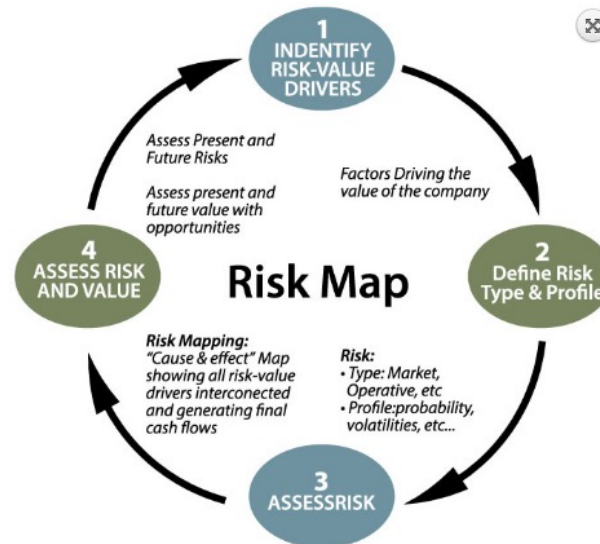 1
INDENTIFY
RISK-VALUE
DRIVERS
Assess Present and
Future Risks
Assess present and
future value with
opportunities
Factors Driving the
value of the company
4
ASSESS RISK
AND VALUE
Risk Map
2
Define Risk
Type & Profile
Risk Mapping:
"Cause & effect" Map
showing all risk-value
drivers interconnected
and generating final
cash flows
Risk:
• Type: Market,
Operative, etc
• Profile:probability,
volatilities, etc...
3
ASSESSRISK